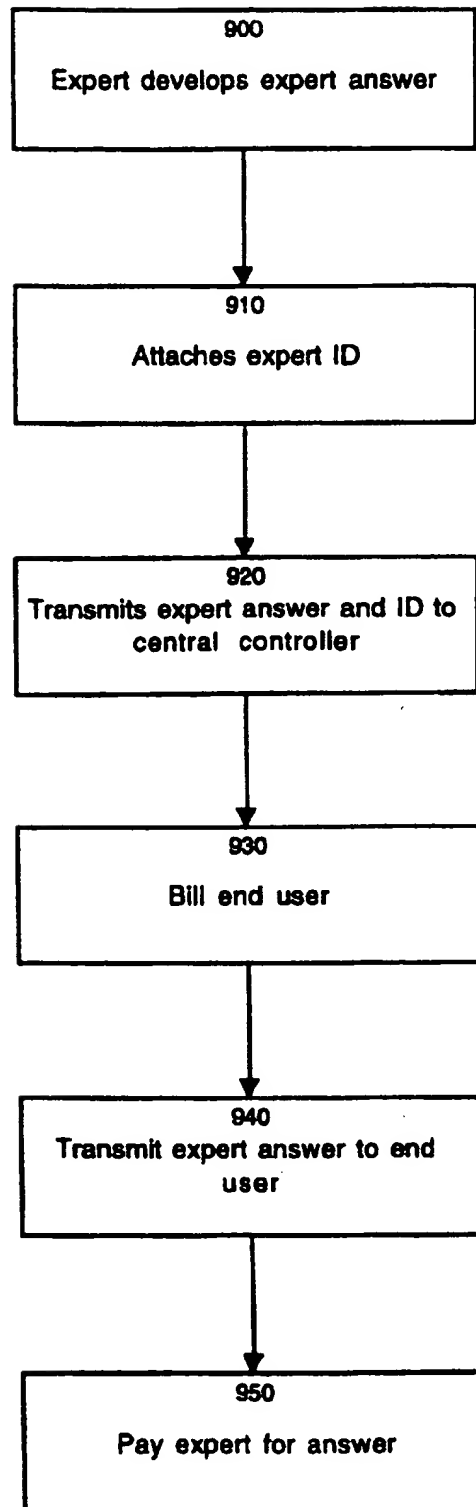 900
Expert develops expert answer
910
Attaches expert ID
920
Transmits expert answer and ID to
central controller
930
Bill end user
940
Transmit expert answer to end
user
950
Pay expert for answer